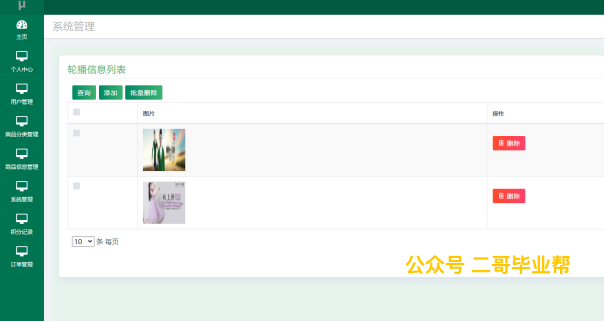 μ
系统管理
主页
个人中心
用户管理
商品分类管理
商品信息管理
系统管理
积分记录
订单管理
轮播信息列表
查询 添加 批量删除
图片 操作
删除
删除
10 条 每页
公众号 二哥毕业帮